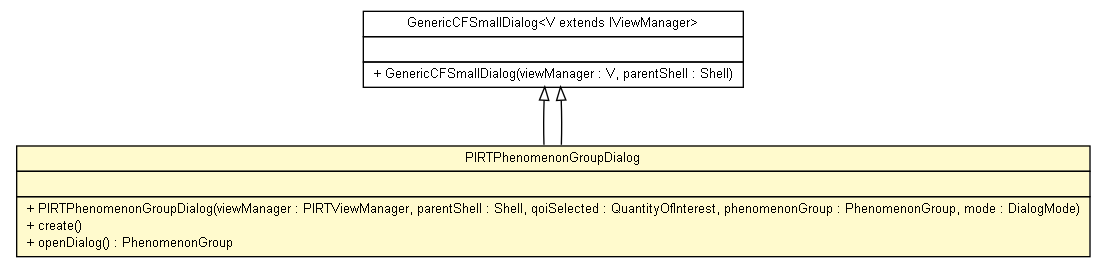 GenericCFSmallDialog<V extends IViewManager>
+ GenericCFSmallDialog(viewManager : V, parentShell : Shell)
PIRTPhenomenonGroupDialog
+ PIRTPhenomenonGroupDialog(viewManager : PIRTViewManager, parentShell : Shell, qoiSelected : QuantityOfInterest, phenomenonGroup : PhenomenonGroup, mode : DialogMode)
+ create()
+ openDialog() : PhenomenonGroup